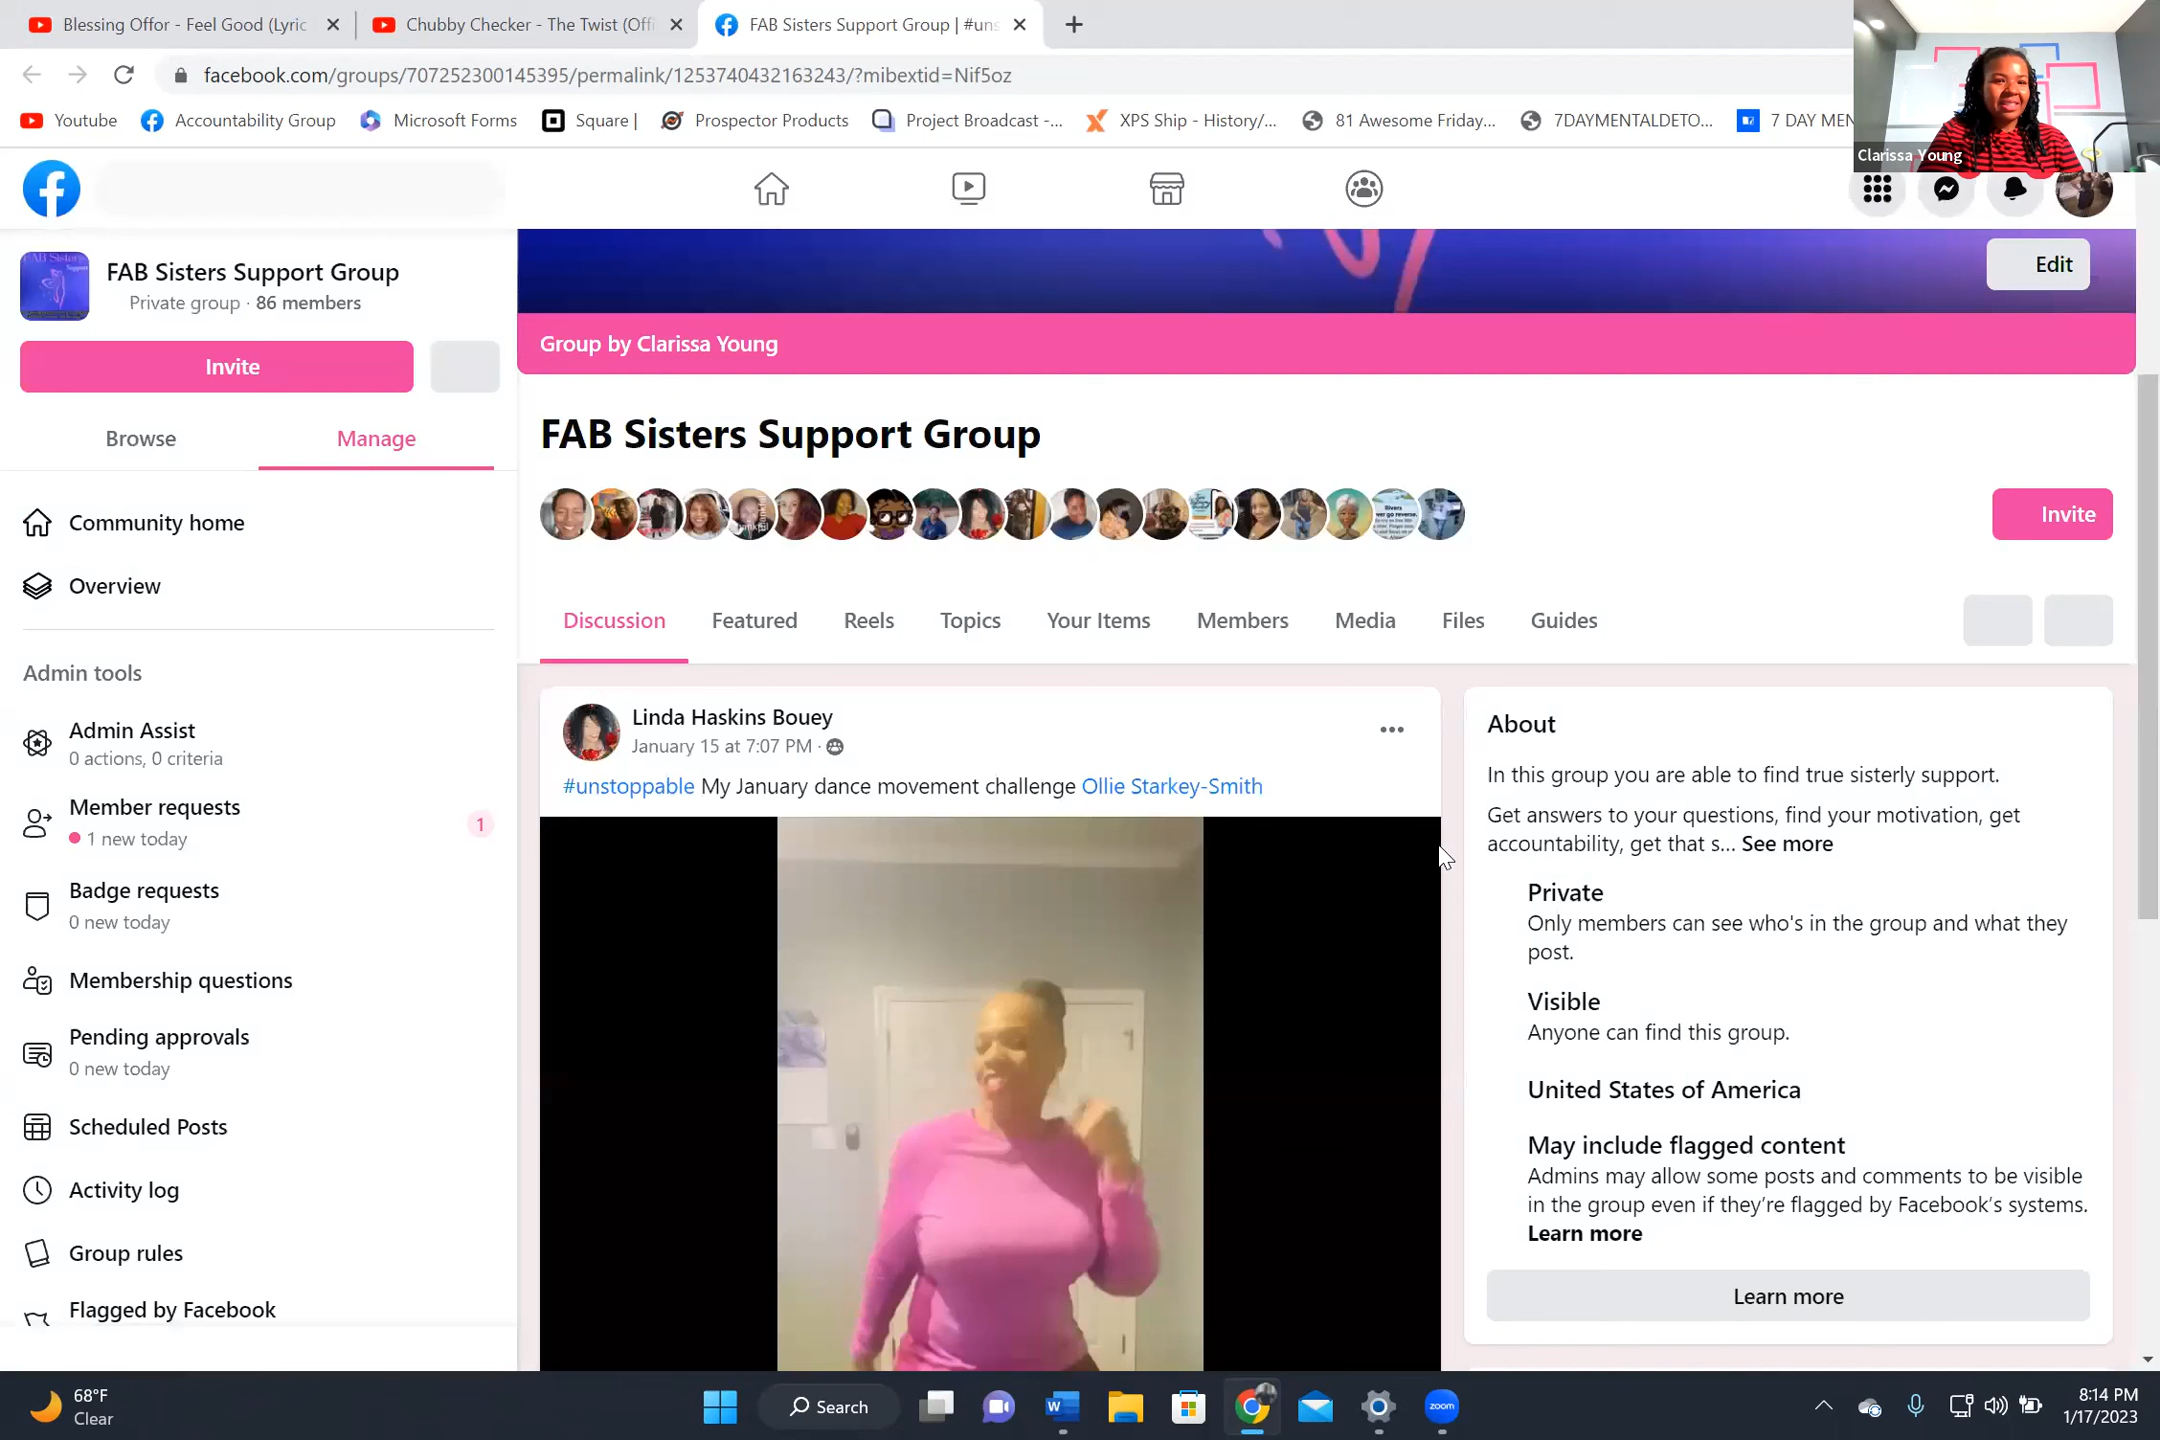 Blessing Offor - Feel Good (Lyric
Chubby Checker - The Twist (Offi
FAB Sisters Support Group | #uns
facebook.com/groups/707252300145395/permalink/1253740432163243/?mibextid=Nif5oz
Youtube
Accountability Group
Microsoft Forms
Square |
Prospector Products
Project Broadcast -...
XPS Ship - History/...
81 Awesome Friday...
7DAYMENTALDETO...
7 DAY MEN
Clarissa Young
FAB Sisters Support Group
Private group · 86 members
Invite
Browse
Manage
Community home
Overview
Admin tools
Admin Assist
0 actions, 0 criteria
Member requests
1 new today
1
Badge requests
0 new today
Membership questions
Pending approvals
0 new today
Scheduled Posts
Activity log
Group rules
Flagged by Facebook
Edit
Group by Clarissa Young
FAB Sisters Support Group
Invite
Discussion
Featured
Reels
Topics
Your Items
Members
Media
Files
Guides
Linda Haskins Bouey
January 15 at 7:07 PM ·
#unstoppable My January dance movement challenge Ollie Starkey-Smith
About
In this group you are able to find true sisterly support.
Get answers to your questions, find your motivation, get
accountability, get that s... See more
Private
Only members can see who's in the group and what they
post.
Visible
Anyone can find this group.
United States of America
May include flagged content
Admins may allow some posts and comments to be visible
in the group even if they're flagged by Facebook's systems.
Learn more
Learn more
68°F
Clear
Search
zoom
8:14 PM
1/17/2023